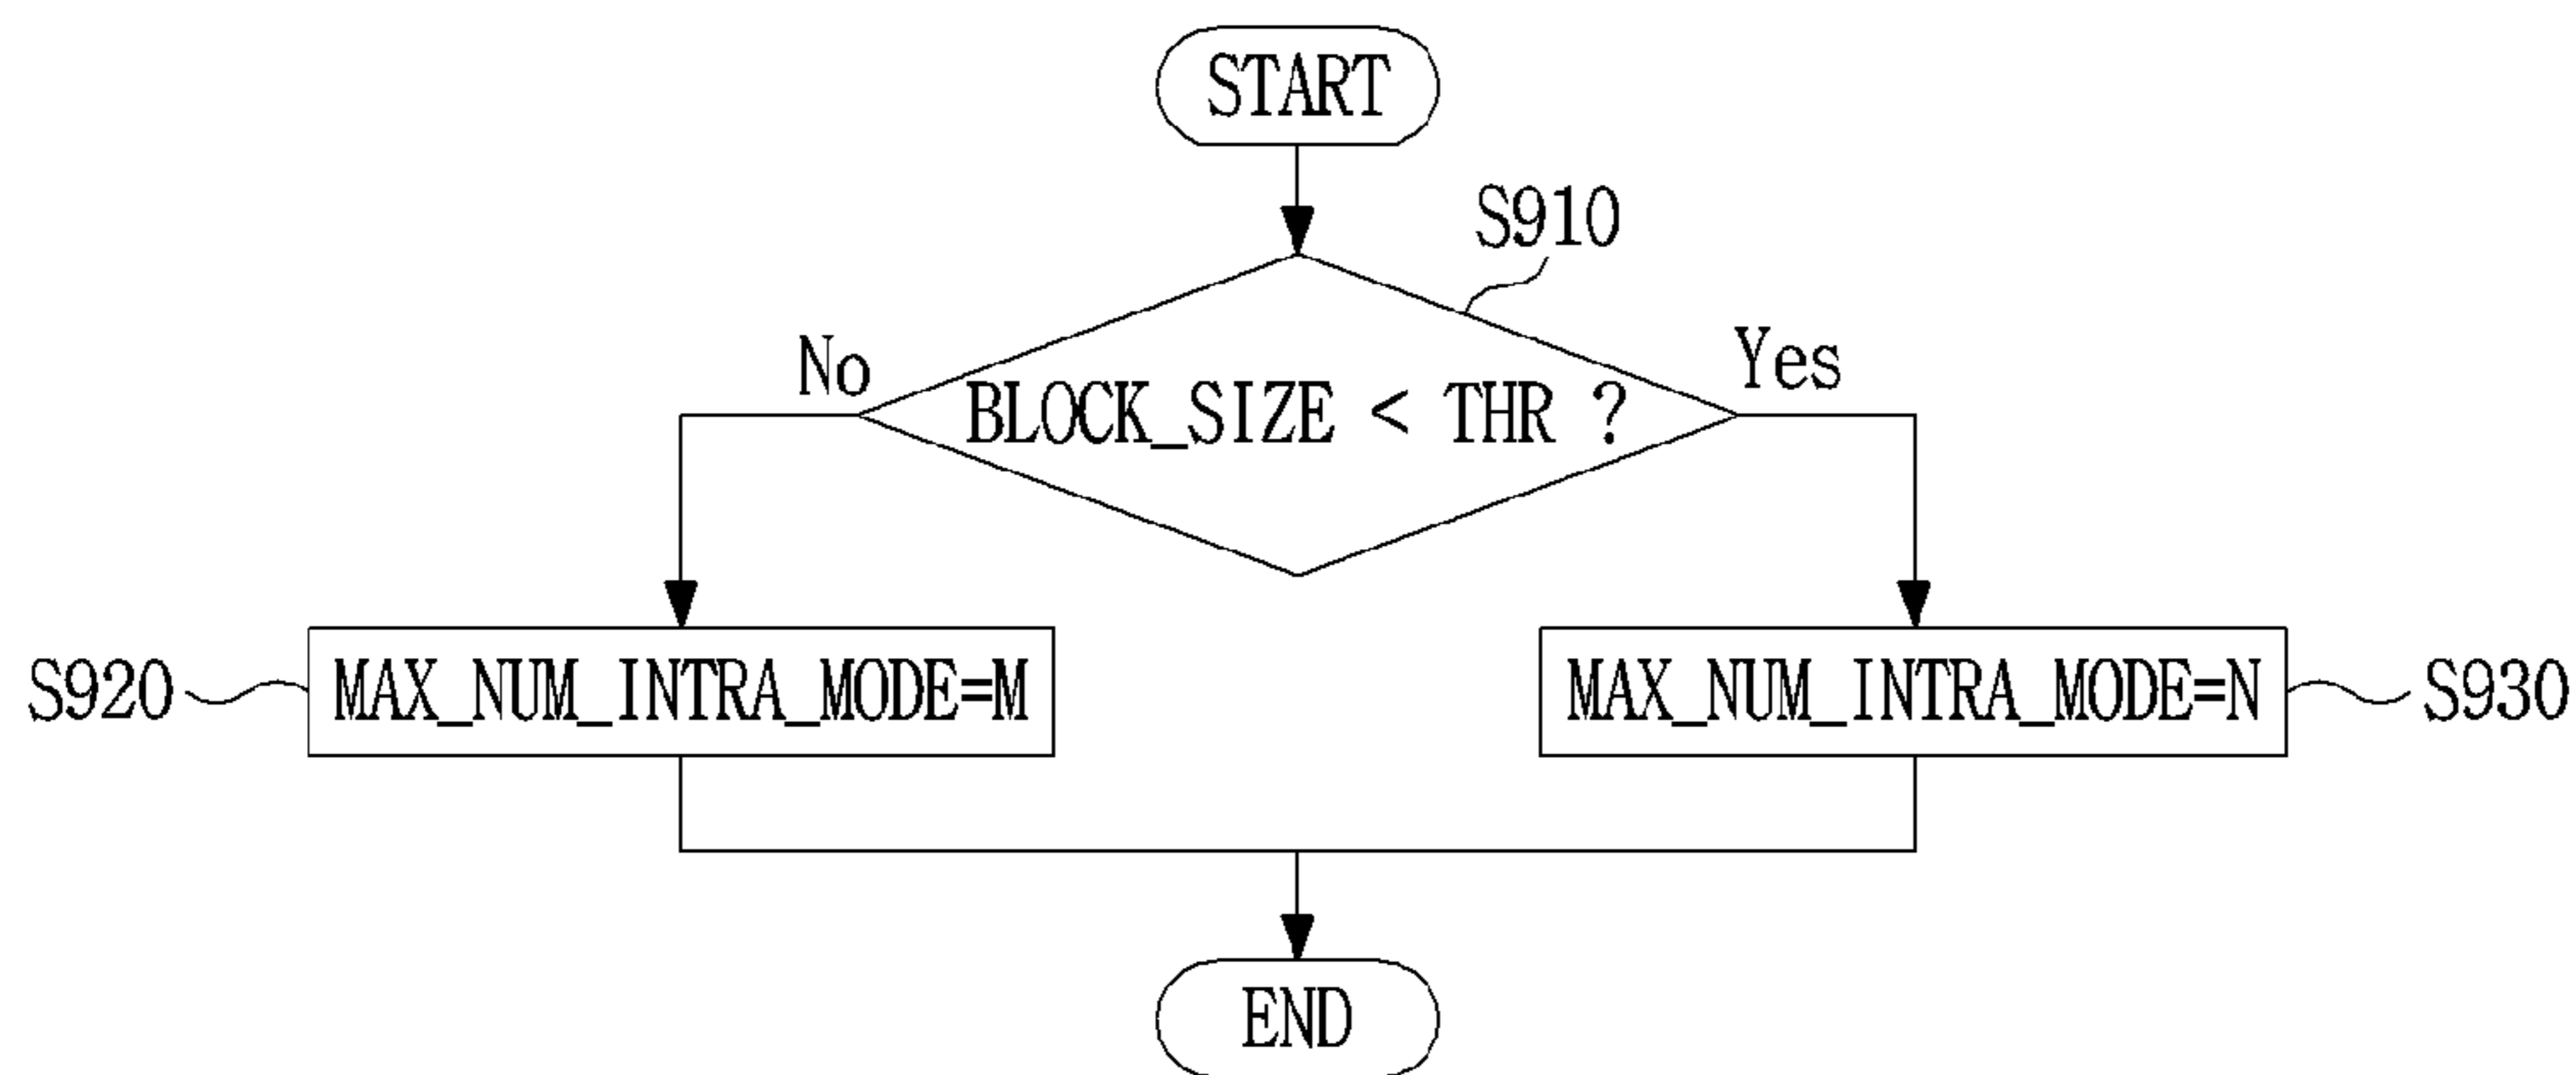 START
S910
No
Yes
BLOCK_SIZE < THR ?
S920
MAX_NUM_INTRA_MODE=M
MAX_NUM_INTRA_MODE=N
S930
END